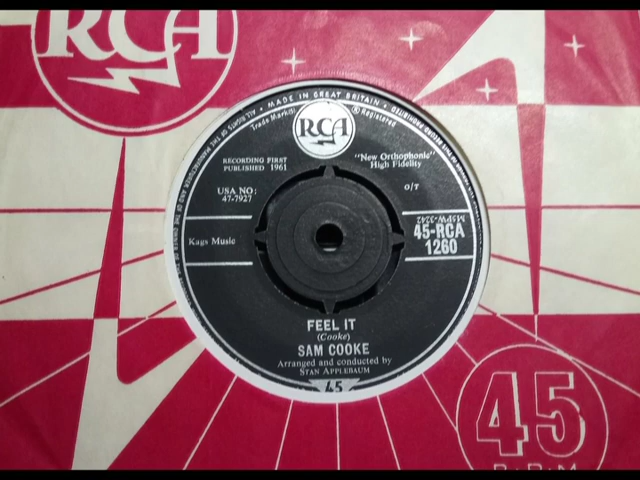 RCA
MADE IN GREAT BRITAIN
RCA
Trade Mark(s)
® Registered
RECORDING FIRST
PUBLISHED 1961
"New Orthophonic"
High Fidelity
USA NO:
47-7927
O/T
MSPW-3242
Kags Music
45-RCA
1260
FEEL IT
(Cooke)
SAM COOKE
Arranged and conducted by
STAN APPLEBAUM
45
45
R·P·M